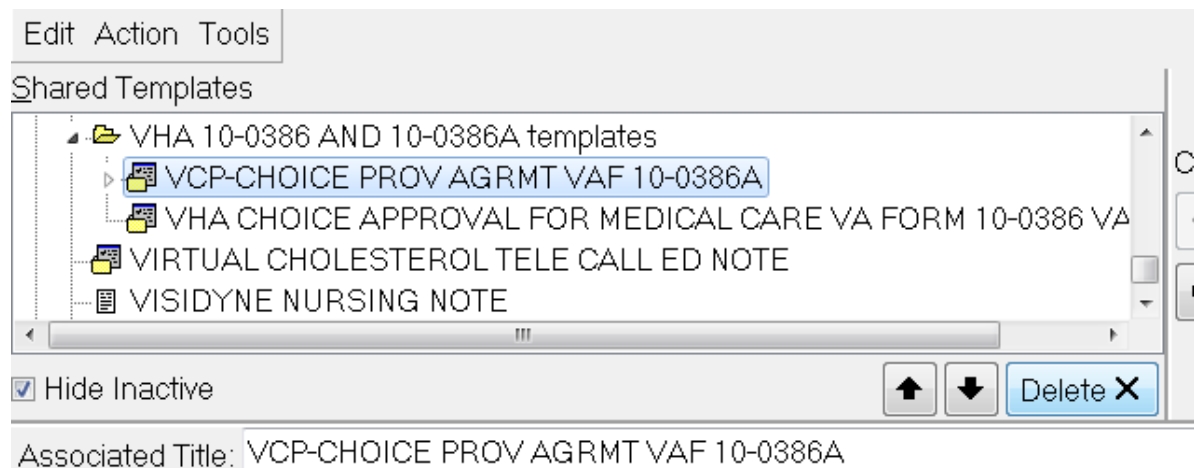 Edit Action Tools
Shared Templates
VHA 10-0386 AND 10-0386A templates
VCP-CHOICE PROV AGRMT VAF 10-0386A
VHA CHOICE APPROVAL FOR MEDICAL CARE VA FORM 10-0386 VA
VIRTUAL CHOLESTEROL TELE CALL ED NOTE
VISIDYNE NURSING NOTE
Hide Inactive
Delete X
Associated Title: VCP-CHOICE PROV AGRMT VAF 10-0386A